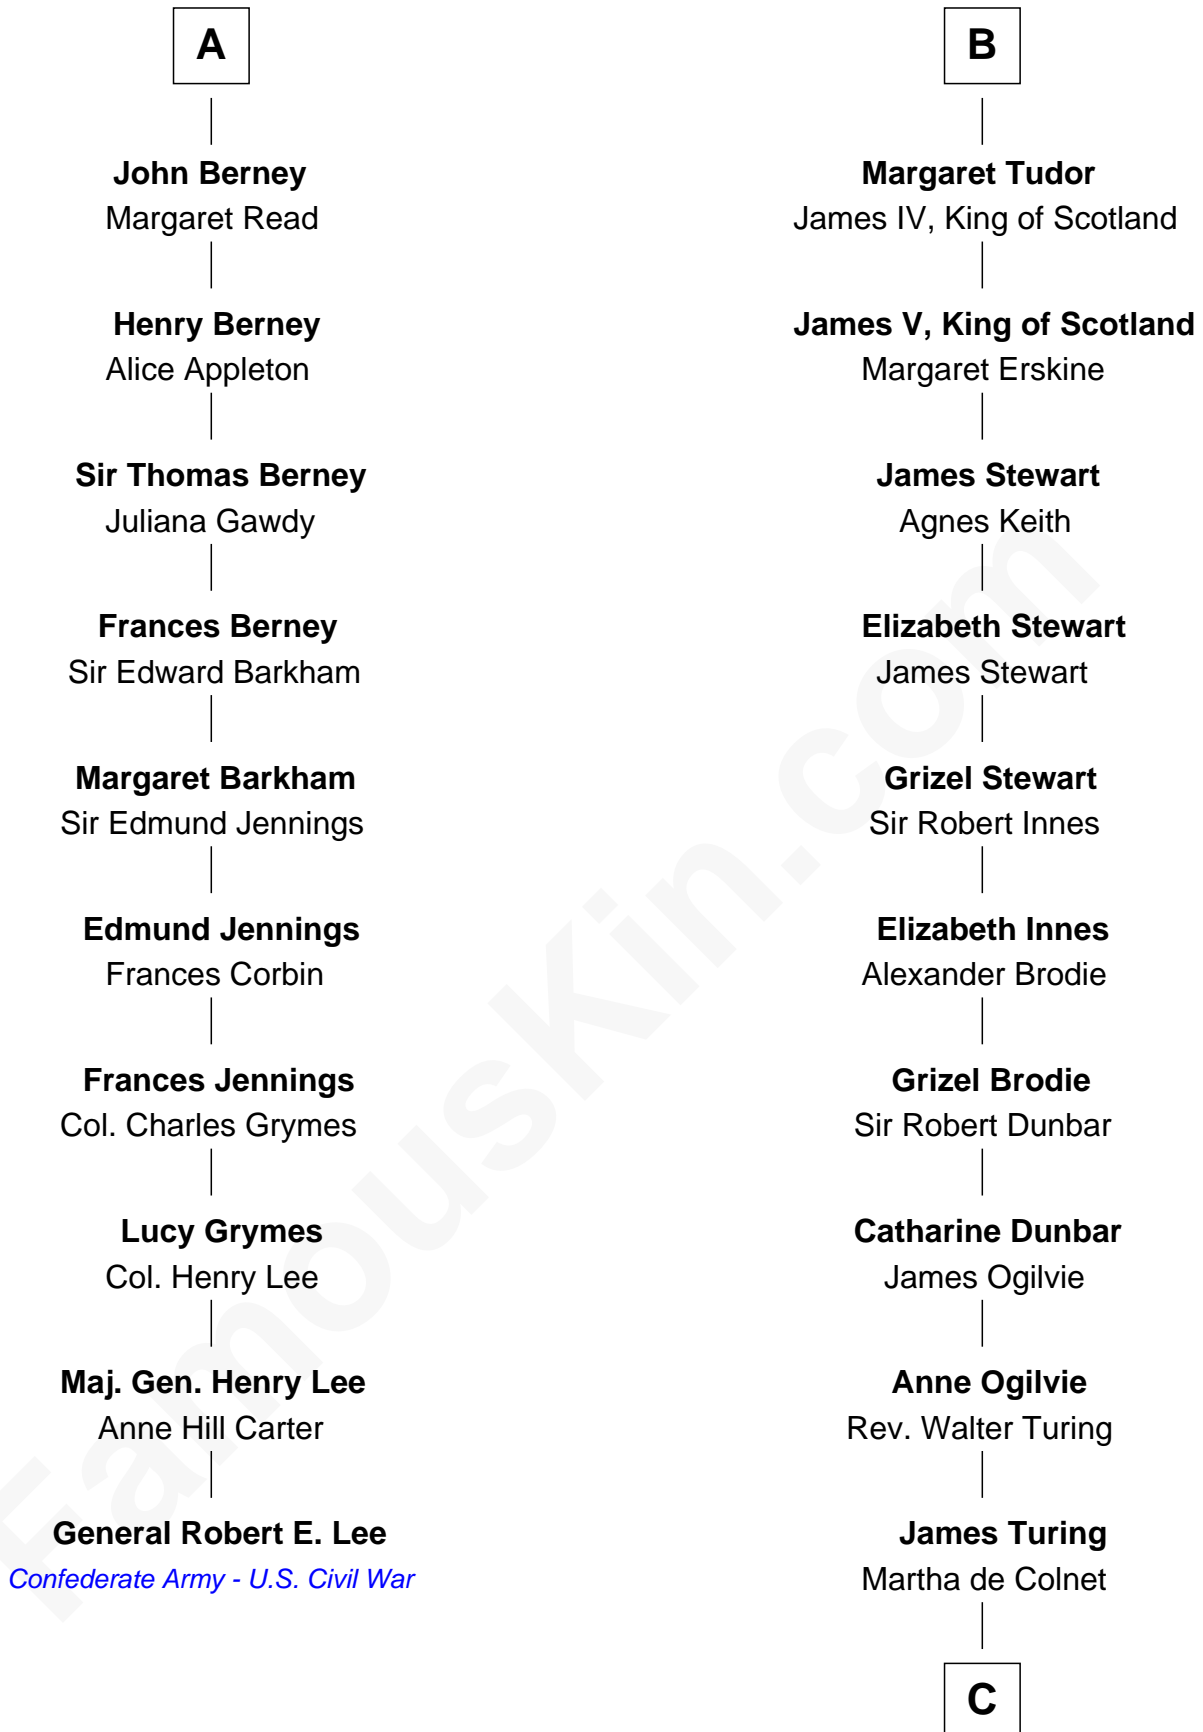 A
John Berney
Margaret Read
Henry Berney
Alice Appleton
Sir Thomas Berney
Juliana Gawdy
Frances Berney
Sir Edward Barkham
Margaret Barkham
Sir Edmund Jennings
Edmund Jennings
Frances Corbin
Frances Jennings
Col. Charles Grymes
Lucy Grymes
Col. Henry Lee
Maj. Gen. Henry Lee
Anne Hill Carter
General Robert E. Lee
Confederate Army - U.S. Civil War
B
Margaret Tudor
James IV, King of Scotland
James V, King of Scotland
Margaret Erskine
James Stewart
Agnes Keith
Elizabeth Stewart
James Stewart
Grizel Stewart
Sir Robert Innes
Elizabeth Innes
Alexander Brodie
Grizel Brodie
Sir Robert Dunbar
Catharine Dunbar
James Ogilvie
Anne Ogilvie
Rev. Walter Turing
James Turing
Martha de Colnet
C
FamousKin.com